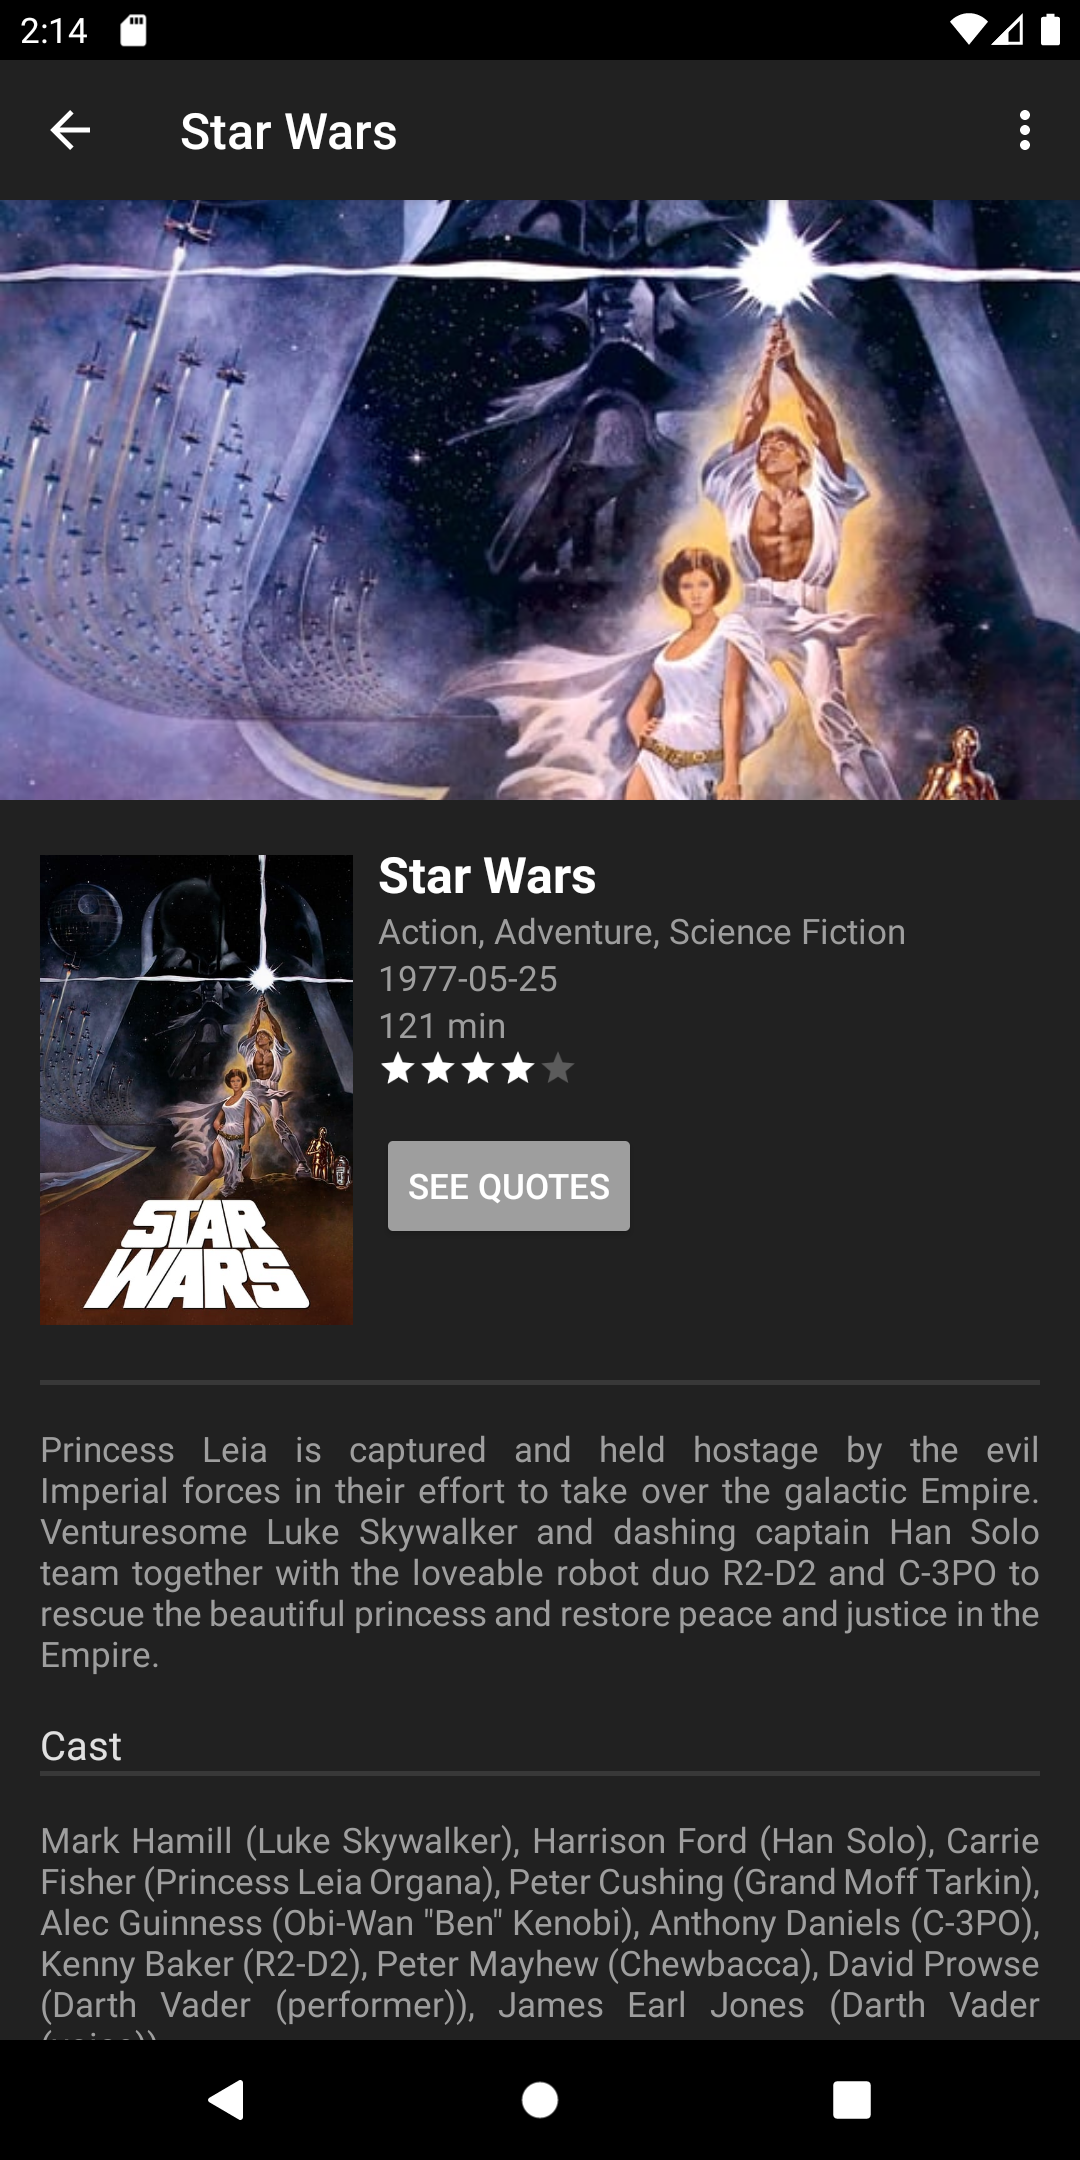 2:14
Star Wars
STAR
WARS
Star Wars
Action, Adventure, Science Fiction
1977-05-25
121 min
SEE QUOTES
Princess Leia is captured and held hostage by the evil
Imperial forces in their effort to take over the galactic Empire.
Venturesome Luke Skywalker and dashing captain Han Solo
team together with the loveable robot duo R2-D2 and C-3PO to
rescue the beautiful princess and restore peace and justice in the
Empire.
Cast
Mark Hamill (Luke Skywalker), Harrison Ford (Han Solo), Carrie
Fisher (Princess Leia Organa), Peter Cushing (Grand Moff Tarkin),
Alec Guinness (Obi-Wan "Ben" Kenobi), Anthony Daniels (C-3PO),
Kenny Baker (R2-D2), Peter Mayhew (Chewbacca), David Prowse
(Darth Vader (performer)), James Earl Jones (Darth Vader